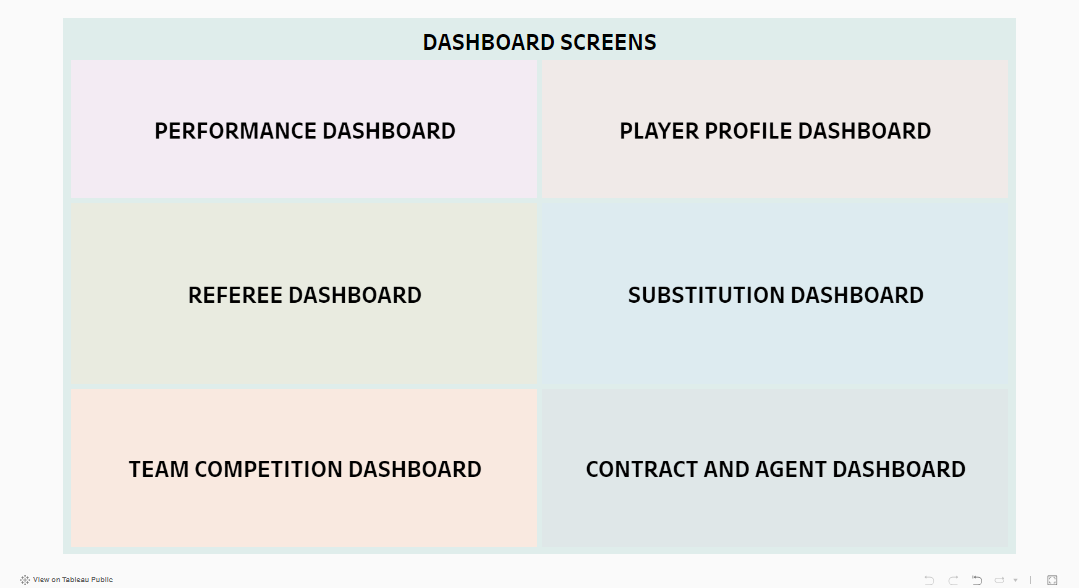 DASHBOARD SCREENS
PERFORMANCE DASHBOARD
PLAYER PROFILE DASHBOARD
REFEREE DASHBOARD
SUBSTITUTION DASHBOARD
TEAM COMPETITION DASHBOARD
CONTRACT AND AGENT DASHBOARD
View on Tableau Public